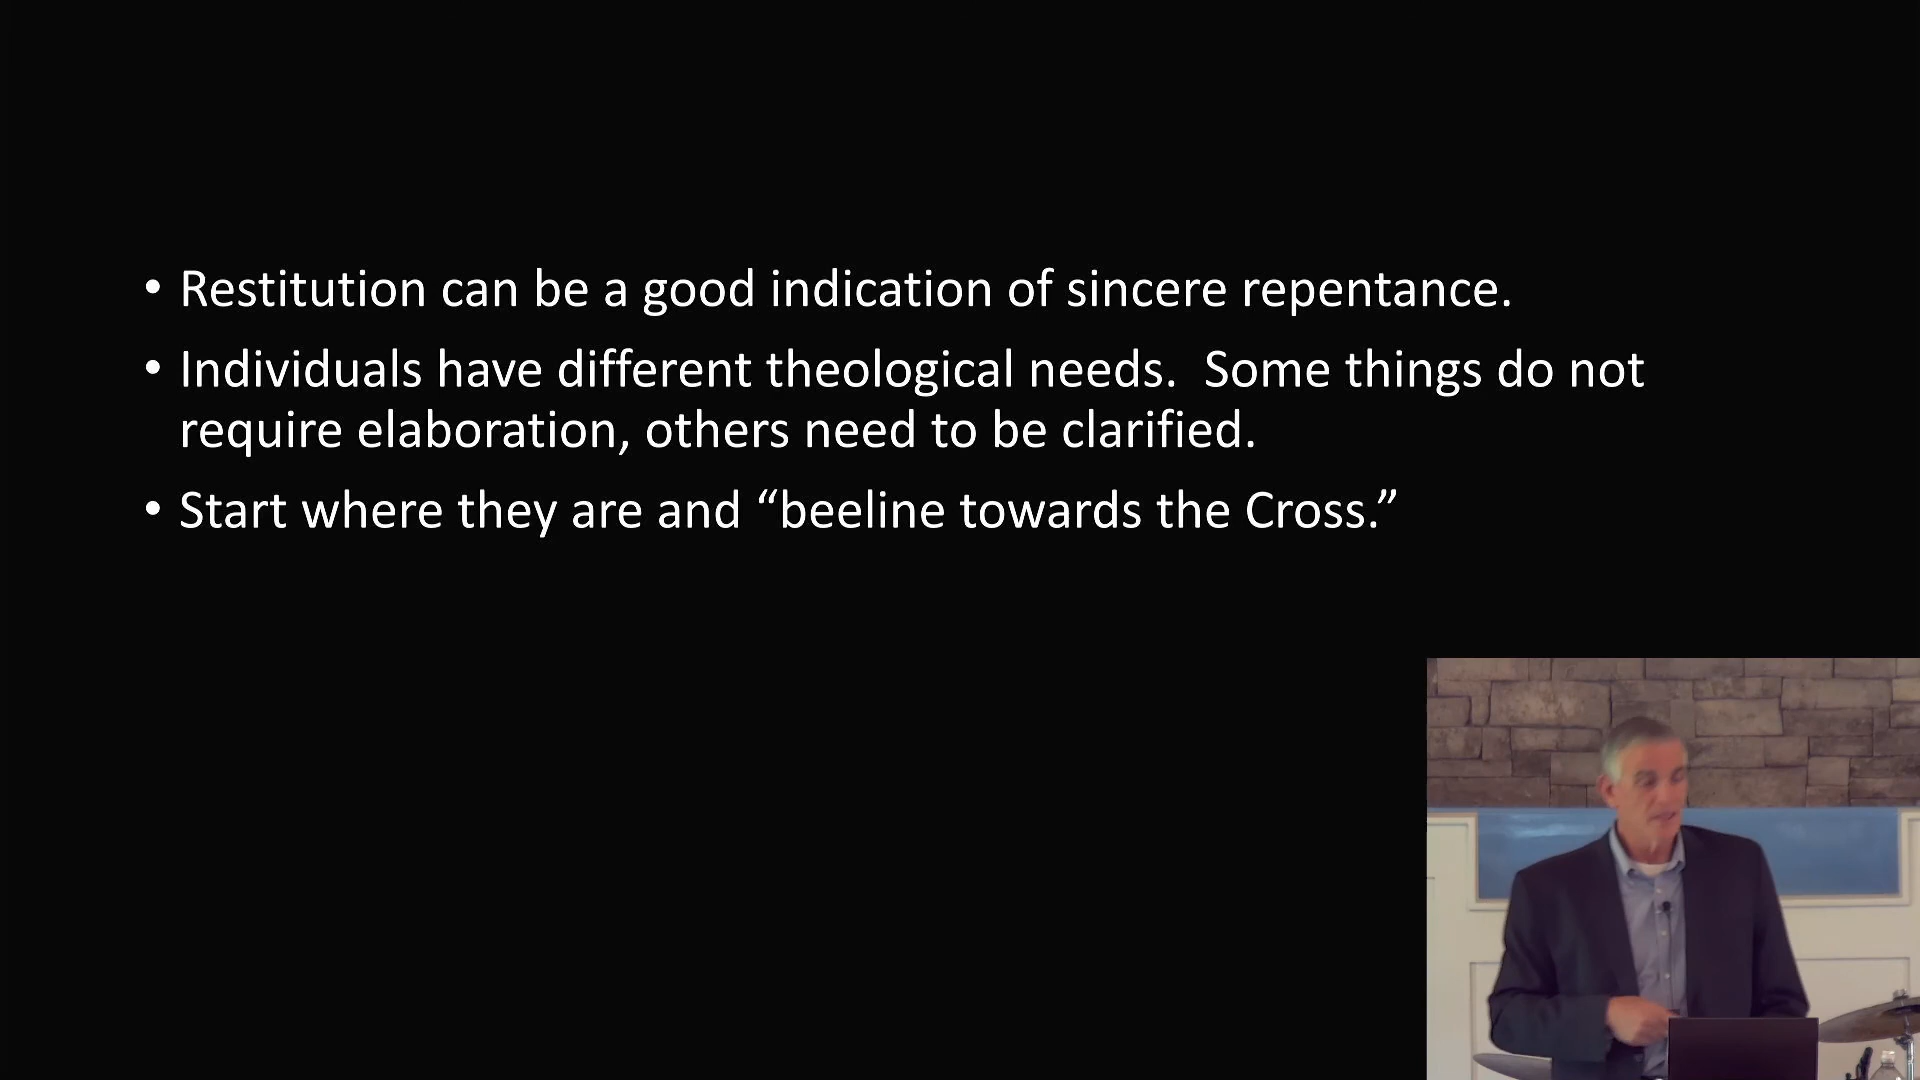 • Restitution can be a good indication of sincere repentance.
• Individuals have different theological needs.  Some things do not
require elaboration, others need to be clarified.
• Start where they are and “beeline towards the Cross.”